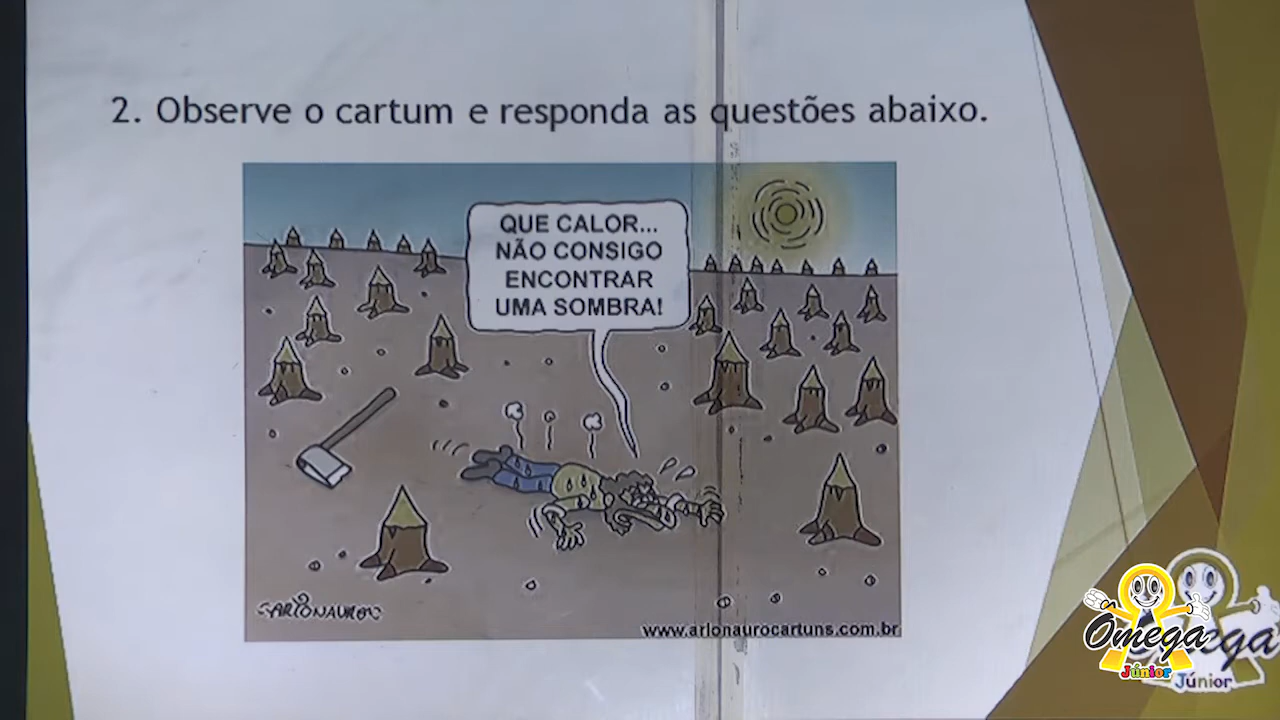 2. Observe o cartum e responda as questões abaixo.
QUE CALOR...
NÃO CONSIGO
ENCONTRAR
UMA SOMBRA!
ARIONAURO
www.arionaurocartuns.com.br
Ômega
Júnior
Júnior